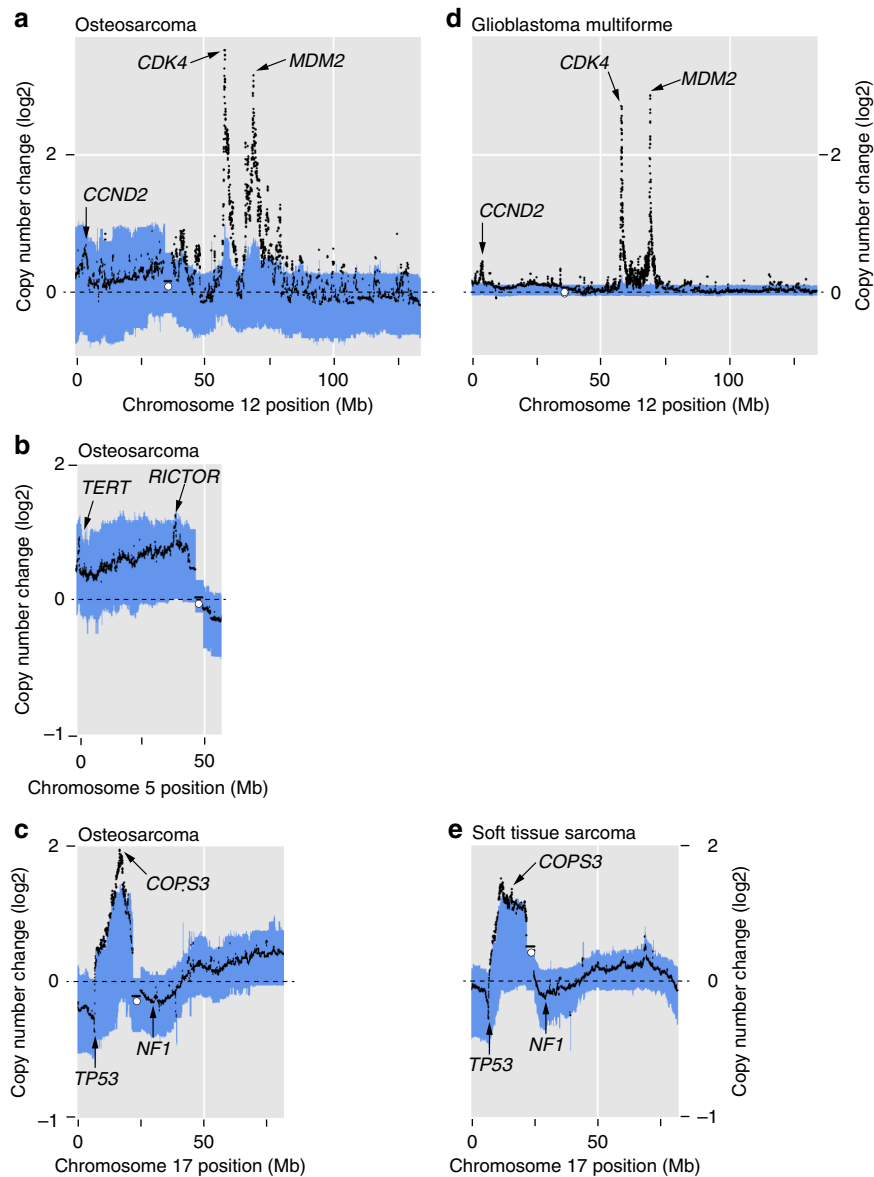 a Osteosarcoma
Copy number change (log2)
2
0
CDK4
MDM2
CCND2
0 50 100
Chromosome 12 position (Mb)
d Glioblastoma multiforme
CDK4
MDM2
CCND2
–2
0
Copy number change (log2)
0 50 100
Chromosome 12 position (Mb)
b Osteosarcoma
Copy number change (log2)
2
0
–1
TERT
RICTOR
0 50
Chromosome 5 position (Mb)
c Osteosarcoma
Copy number change (log2)
2
0
–1
COPS3
TP53
NF1
0 50
Chromosome 17 position (Mb)
e Soft tissue sarcoma
COPS3
TP53
NF1
2
0
–1
Copy number change (log2)
0 50
Chromosome 17 position (Mb)